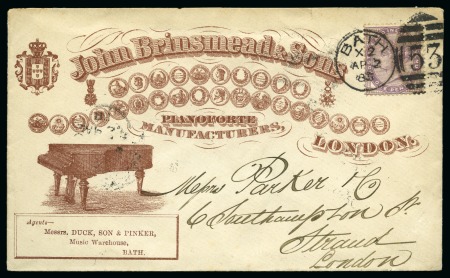 John Brinsmead & Sons
PIANOFORTE
MANUFACTURERS,
LONDON.
BATH
AP 2
53
Messrs Parker & Co
6 Southampton St
Strand
London
Agents—
Messrs. DUCK, SON & PINKER,
Music Warehouse,
BATH.